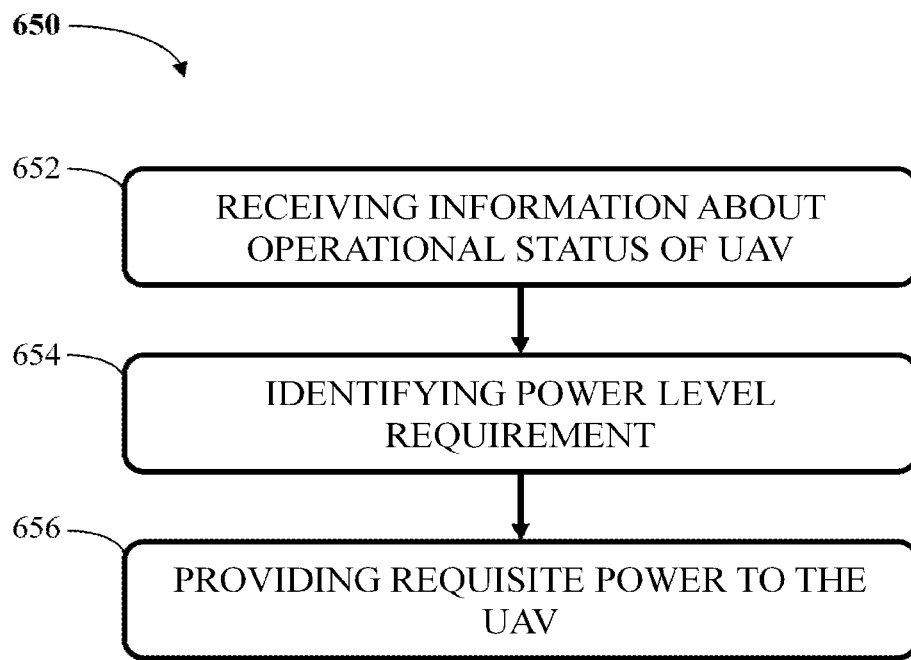 650
652
RECEIVING INFORMATION ABOUT
OPERATIONAL STATUS OF UAV
654
IDENTIFYING POWER LEVEL
REQUIREMENT
656
PROVIDING REQUISITE POWER TO THE
UAV